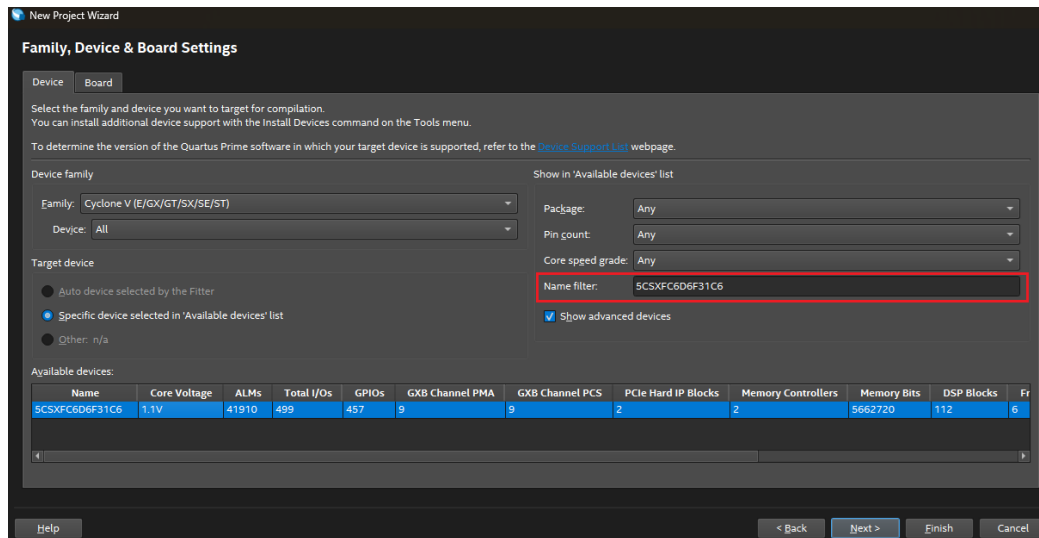 New Project Wizard
Family, Device & Board Settings
Device Board
Select the family and device you want to target for compilation.
You can install additional device support with the Install Devices command on the Tools menu.
To determine the version of the Quartus Prime software in which your target device is supported, refer to the Device Support List webpage.
Device family
Family: Cyclone V (E/GX/GT/SX/SE/ST)
Device: All
Show in 'Available devices' list
Package: Any
Pin count: Any
Core speed grade: Any
Name filter: 5CSXFC6D6F31C6
Show advanced devices
Target device
Auto device selected by the Fitter
Specific device selected in 'Available devices' list
Other: n/a
Available devices:
Name Core Voltage ALMs Total I/Os GPIOs GXB Channel PMA GXB Channel PCS PCIe Hard IP Blocks Memory Controllers Memory Bits DSP Blocks Fr
5CSXFC6D6F31C6 1.1V 41910 499 457 9 9 2 2 5662720 112 6
Help < Back Next > Finish Cancel